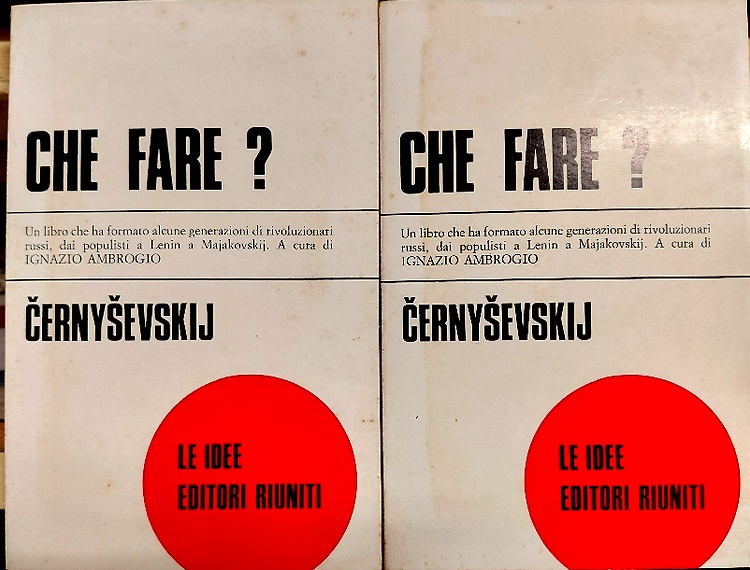 CHE FARE ?
Un libro che ha formato alcune generazioni di rivoluzionari
russi, dai populisti a Lenin a Majakovskij. A cura di
IGNAZIO AMBROGIO
ČERNYŠEVSKIJ
LE IDEE
EDITORI RIUNITI
CHE FARE ?
Un libro che ha formato alcune generazioni di rivoluzionari
russi, dai populisti a Lenin a Majakovskij. A cura di
IGNAZIO AMBROGIO
ČERNYŠEVSKIJ
LE IDEE
EDITORI RIUNITI